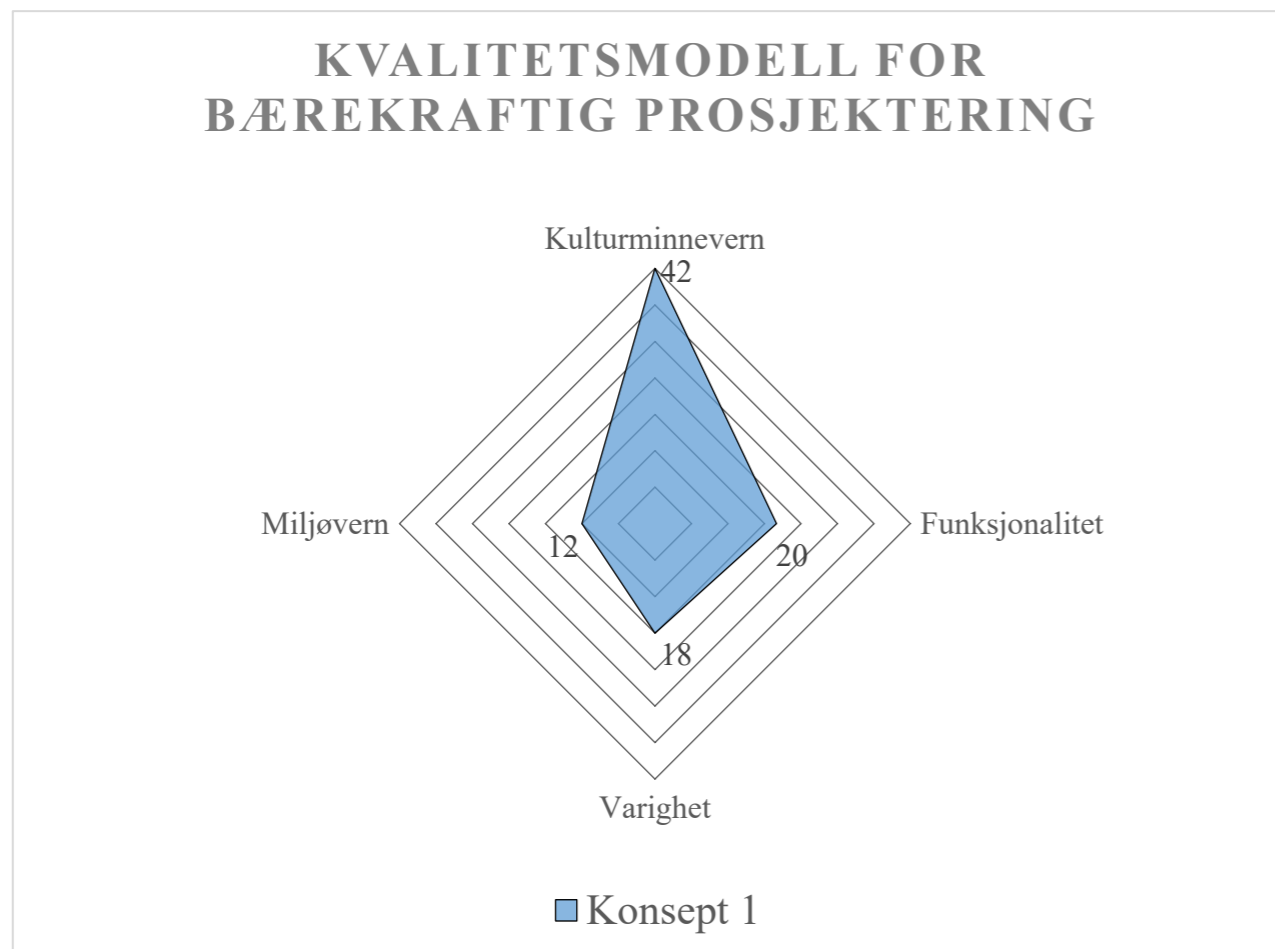 KVALITETSMODELL FOR
BÆREKRAFTIG PROSJEKTERING
Kulturminnevern
42
Miljøvern
Funksjonalitet
12
20
18
Varighet
Konsept 1